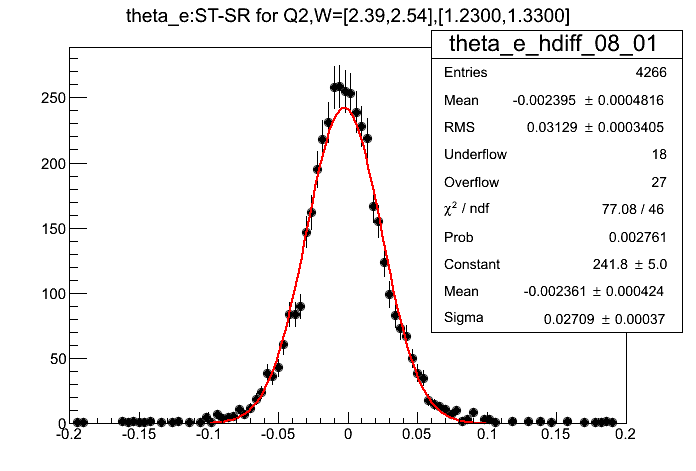 theta_e:ST-SR for Q2,W=[2.39,2.54],[1.2300,1.3300]
theta_e_hdiff_08_01
Entries 4266
Mean -0.002395 ± 0.0004816
RMS 0.03129 ± 0.0003405
Underflow 18
Overflow 27
χ² / ndf 77.08 / 46
Prob 0.002761
Constant 241.8 ± 5.0
Mean -0.002361 ± 0.000424
Sigma 0.02709 ± 0.00037
250
200
150
100
50
0
-0.2 -0.15 -0.1 -0.05 0 0.05 0.1 0.15 0.2